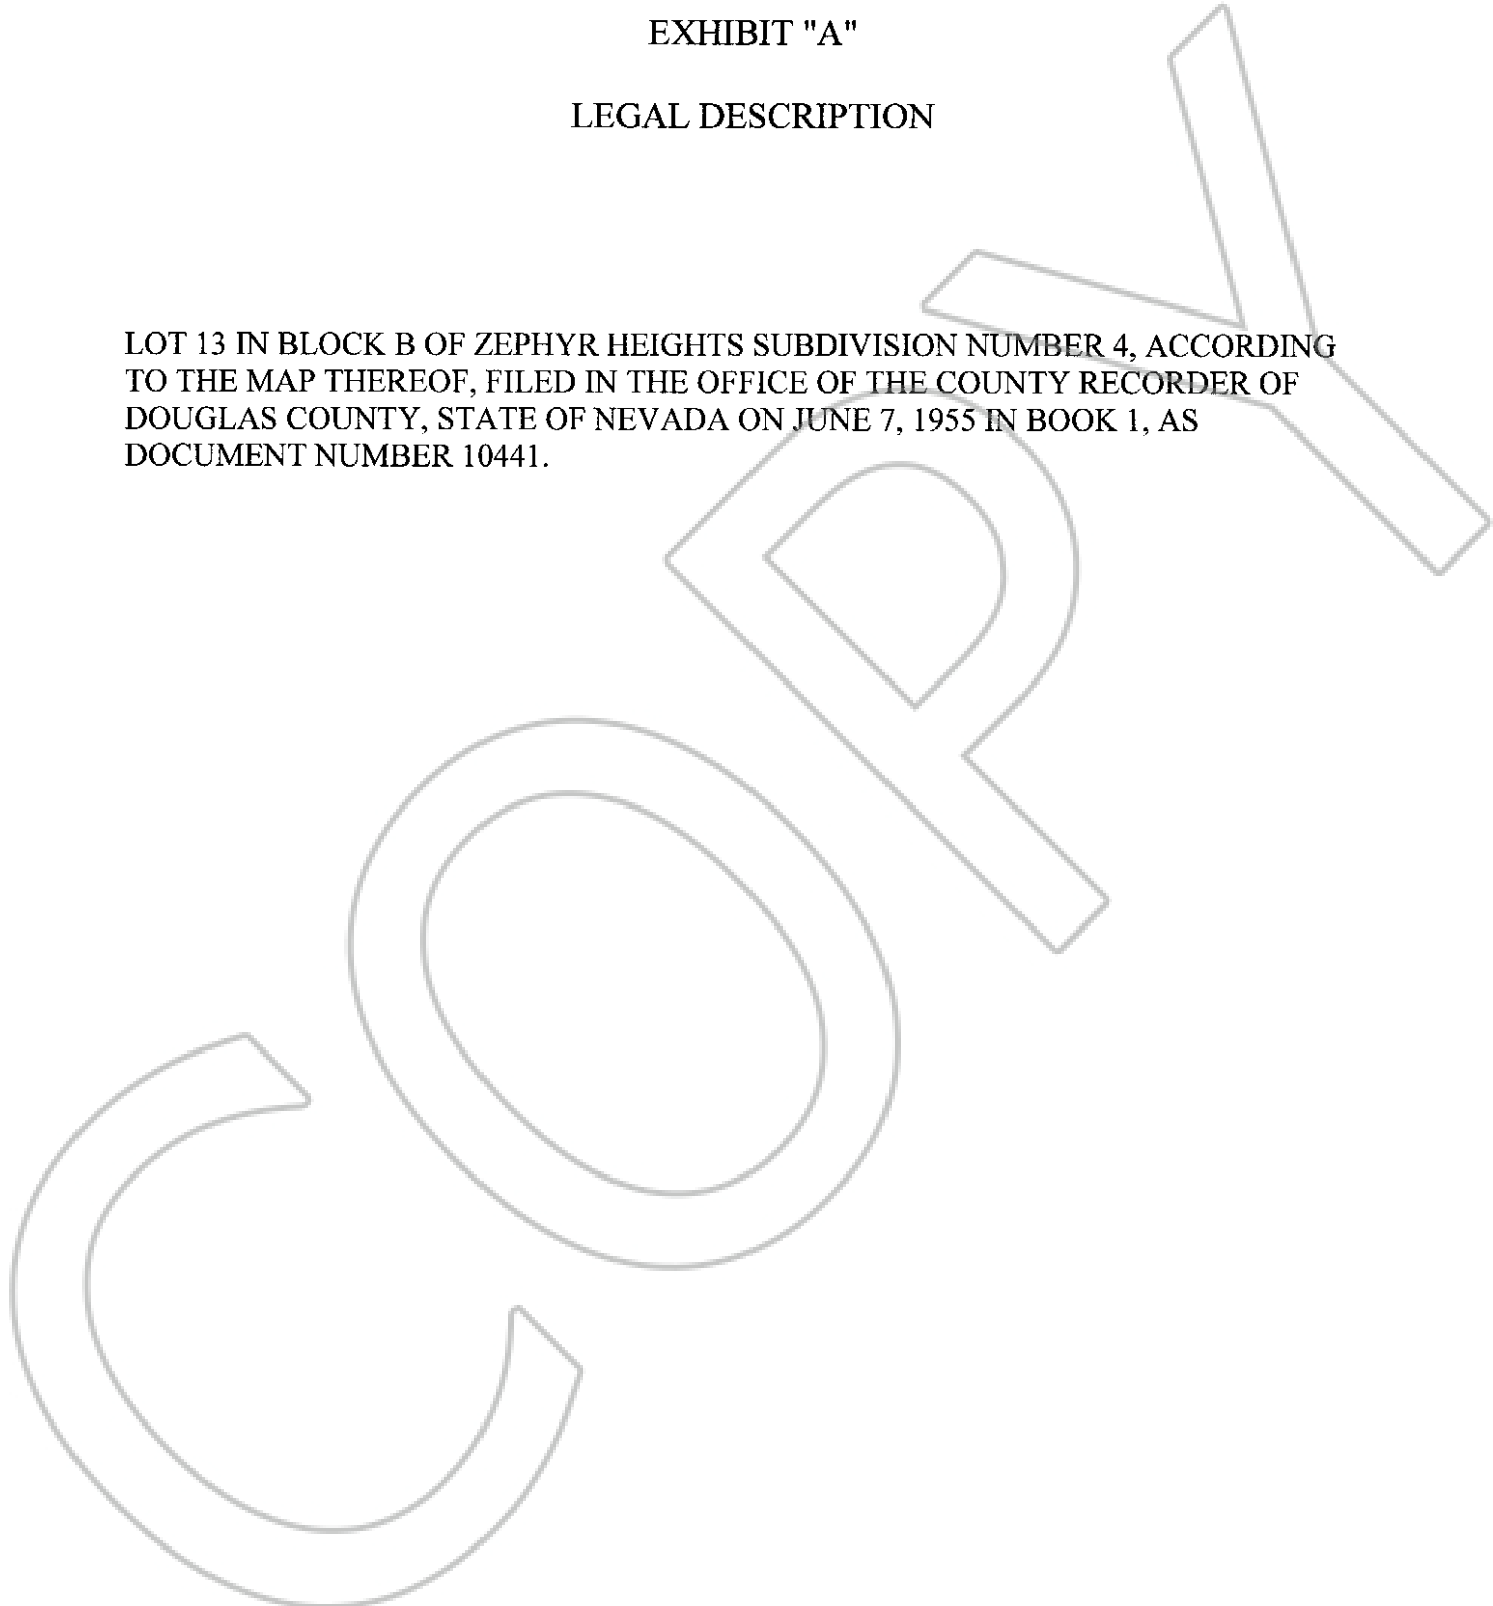 EXHIBIT "A"
LEGAL DESCRIPTION
LOT 13 IN BLOCK B OF ZEPHYR HEIGHTS SUBDIVISION NUMBER 4, ACCORDING
TO THE MAP THEREOF, FILED IN THE OFFICE OF THE COUNTY RECORDER OF
DOUGLAS COUNTY, STATE OF NEVADA ON JUNE 7, 1955 IN BOOK 1, AS
DOCUMENT NUMBER 10441.
COPY